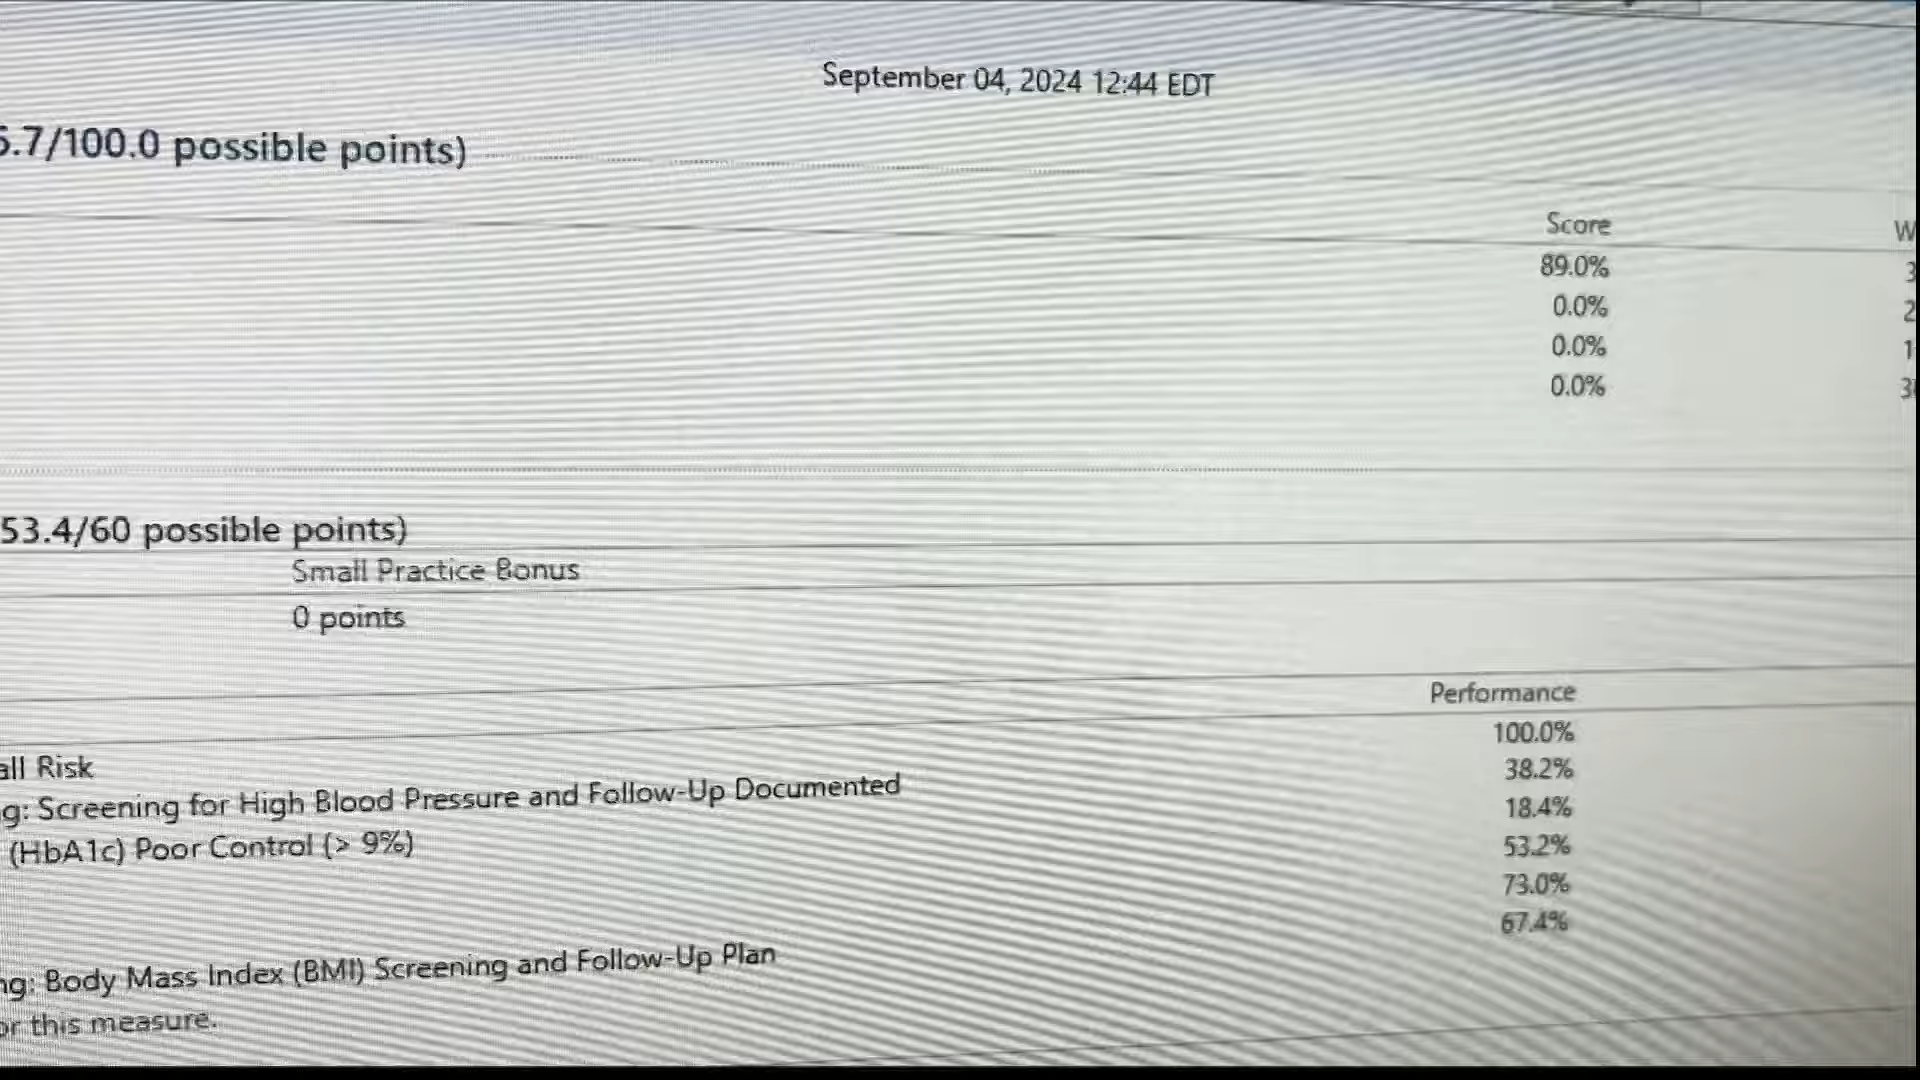 September 04, 2024 12:44 EDT
.7/100.0 possible points)
Score
89.0%
0.0%
0.0%
0.0%
53.4/60 possible points)
Small Practice Bonus
0 points
Performance
100.0%
all Risk 38.2%
g: Screening for High Blood Pressure and Follow-Up Documented 18.4%
(HbA1c) Poor Control (> 9%) 53.2%
73.0%
67.4%
ng: Body Mass Index (BMI) Screening and Follow-Up Plan
or this measure.